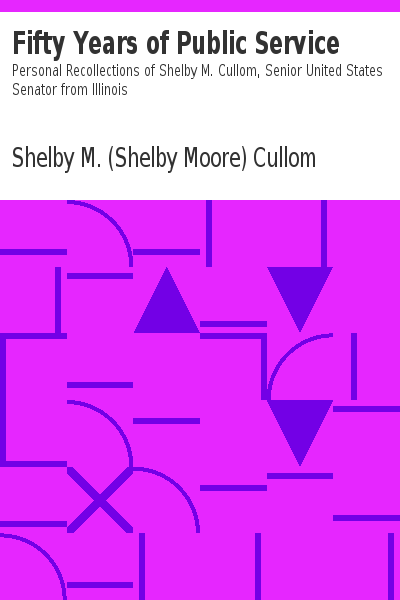 Fifty Years of Public Service
Personal Recollections of Shelby M. Cullom, Senior United States
Senator from Illinois
Shelby M. (Shelby Moore) Cullom